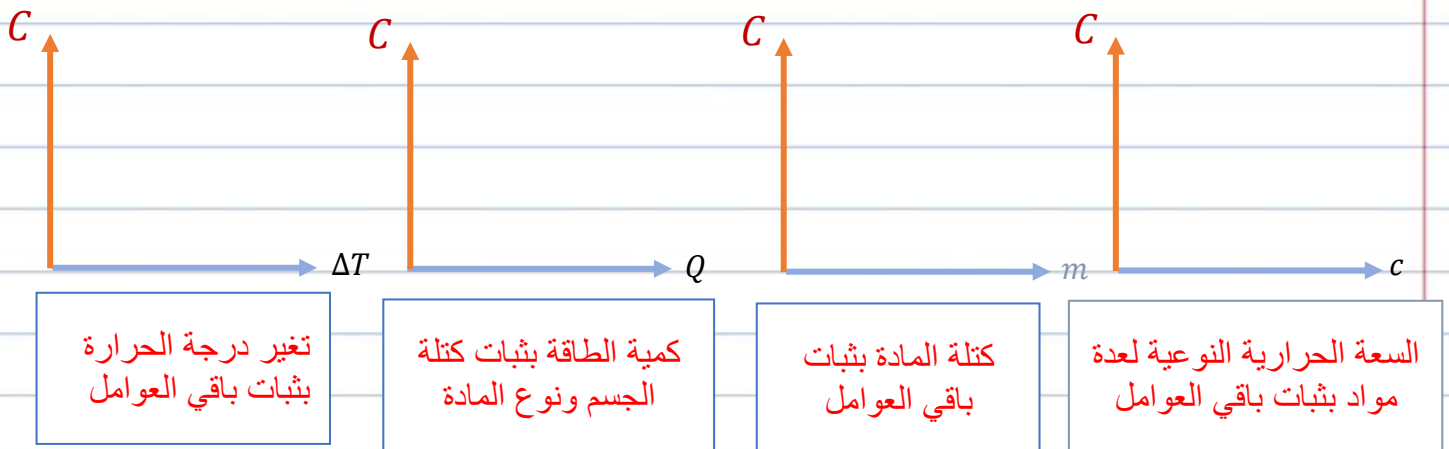 C
C
C
C
ΔT
Q
m
c
السعة الحرارية النوعية لعدة
مواد بثبات باقي العوامل
كتلة المادة بثبات
باقي العوامل
كمية الطاقة بثبات كتلة
الجسم ونوع المادة
تغير درجة الحرارة
بثبات باقي العوامل